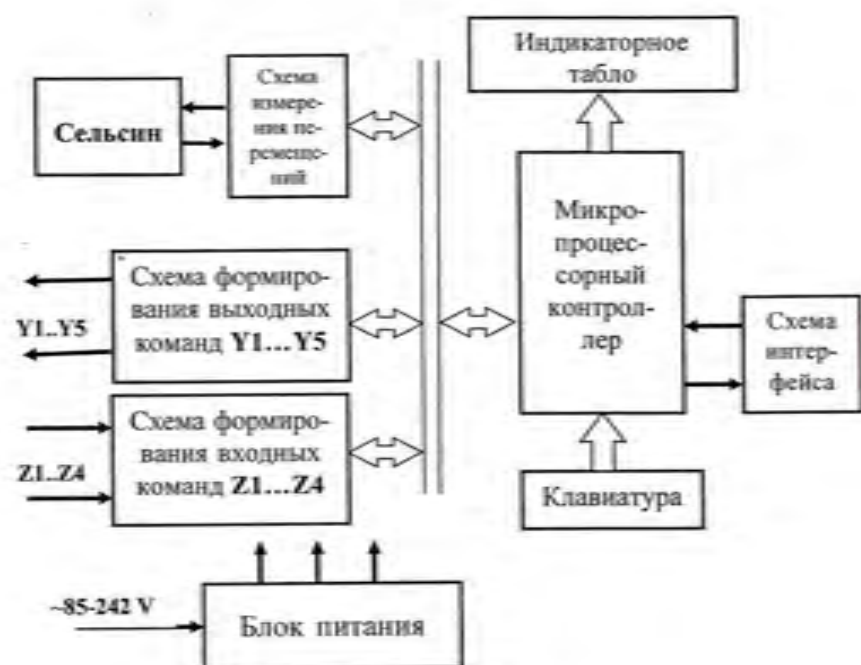 Индикаторное
табло
Схема
измере-
ния пе-
ремеще-
ний
Сельсин
Микро-
процес-
сорный
контрол-
лер
Схема формиро-
вания выходных
команд Y1...Y5
Y1..Y5
Схема
интер-
фейса
Схема формиро-
вания входных
команд Z1...Z4
Z1..Z4
Клавиатура
~85-242 V
Блок питания